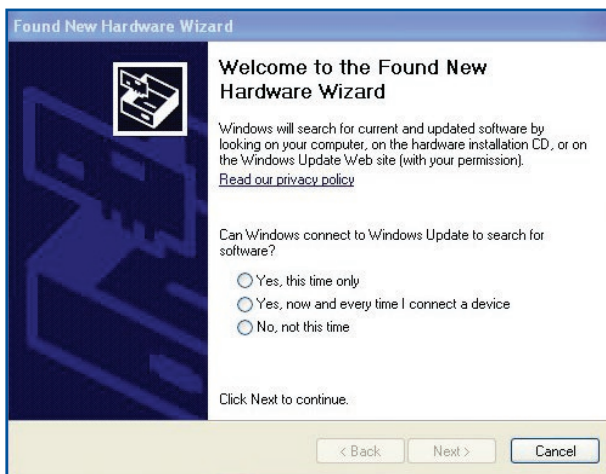 Found New Hardware Wizard
Welcome to the Found New
Hardware Wizard
Windows will search for current and updated software by
looking on your computer, on the hardware installation CD, or on
the Windows Update Web site (with your permission).
Read our privacy policy
Can Windows connect to Windows Update to search for
software?
Yes, this time only
Yes, now and every time I connect a device
No, not this time
Click Next to continue.
< Back Next > Cancel